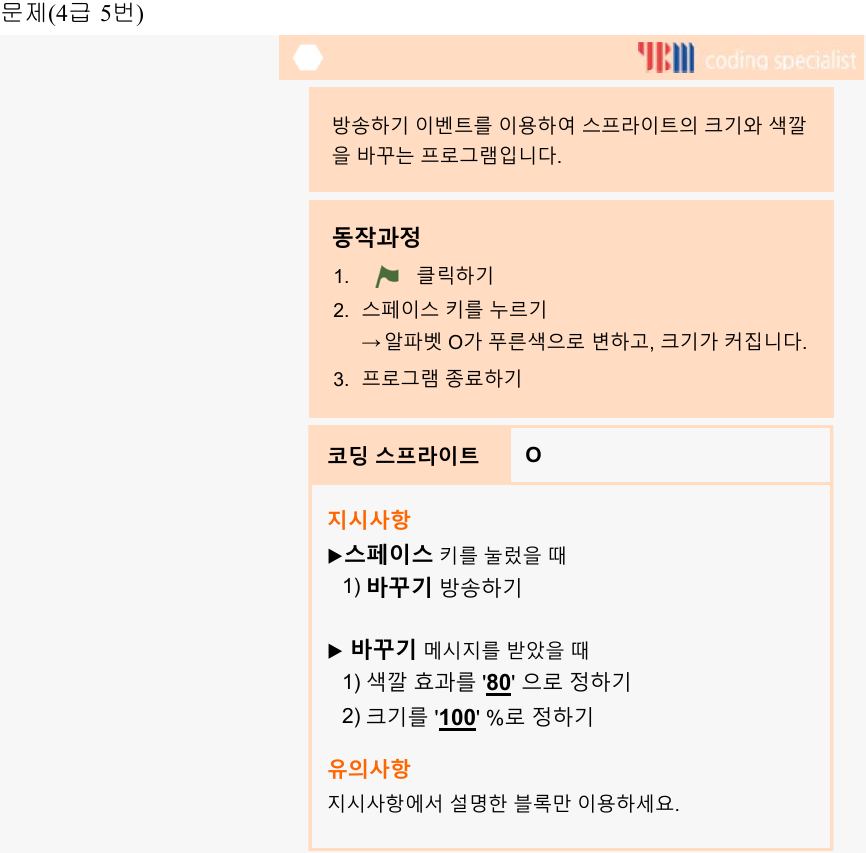 문제(4급 5번)
YBM coding specialist
방송하기 이벤트를 이용하여 스프라이트의 크기와 색깔
을 바꾸는 프로그램입니다.
동작과정
1. 클릭하기
2. 스페이스 키를 누르기
→알파벳 O가 푸른색으로 변하고, 크기가 커집니다.
3. 프로그램 종료하기
코딩 스프라이트 O
지시사항
▶스페이스 키를 눌렀을 때
1) 바꾸기 방송하기
▶ 바꾸기 메시지를 받았을 때
1) 색깔 효과를 '80' 으로 정하기
2) 크기를 '100' %로 정하기
유의사항
지시사항에서 설명한 블록만 이용하세요.